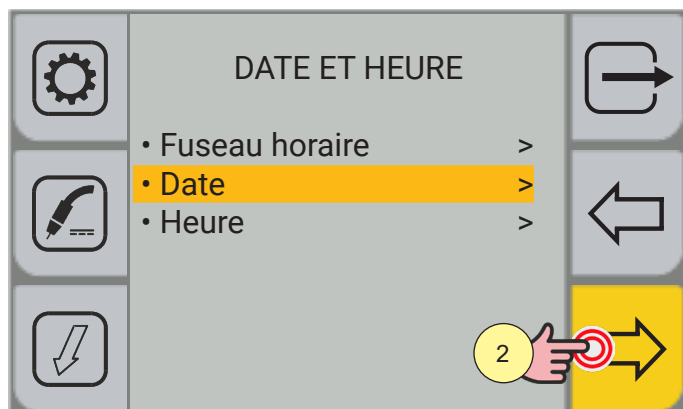 DATE ET HEURE
• Fuseau horaire >
• Date >
• Heure >
2